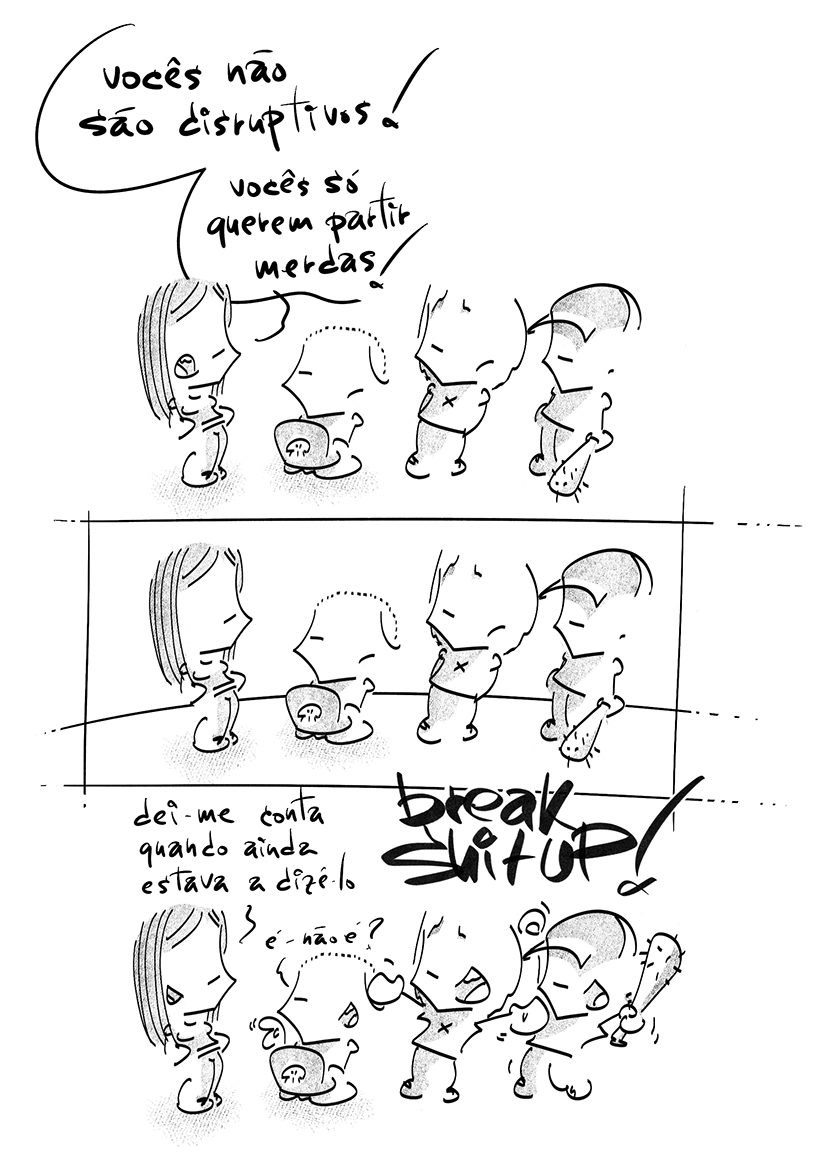 vocês não
são disruptivos!
vocês só
querem partir
merdas!
dei-me conta
quando ainda
estava a dizê-lo
break
shit up!
é-não é?